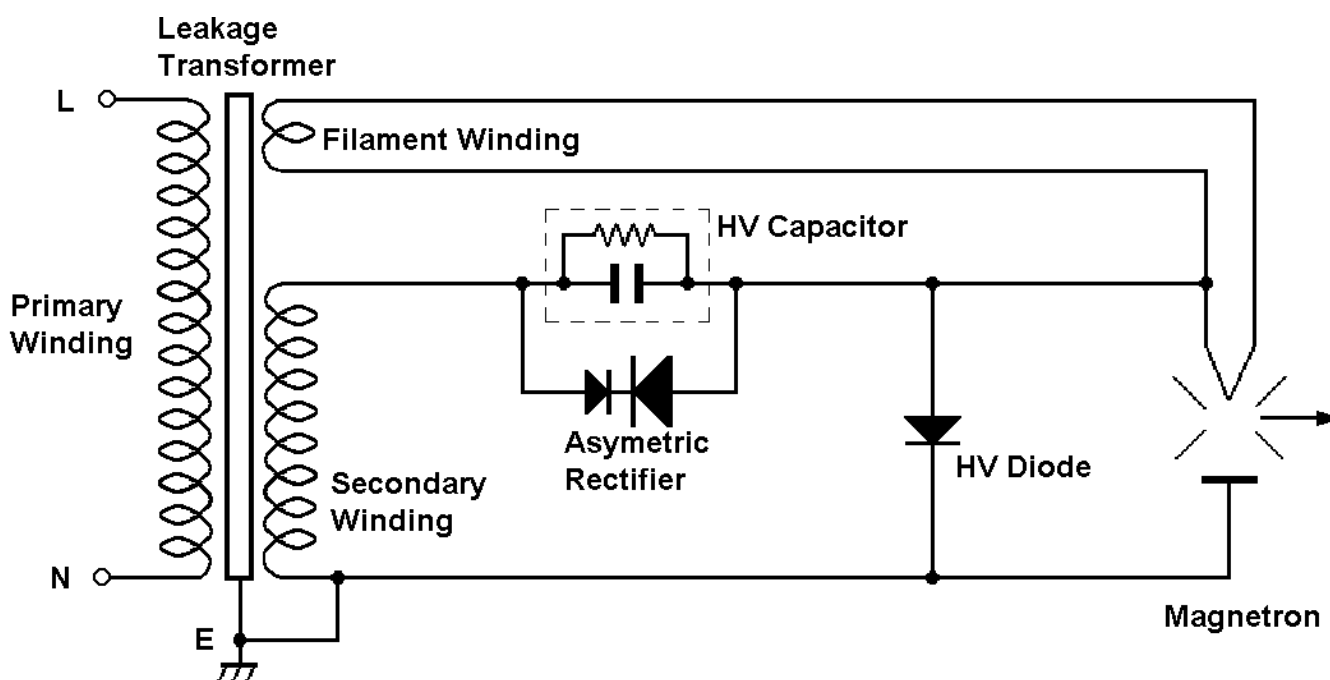 Leakage
Transformer
L
Filament Winding
HV Capacitor
Primary
Winding
Asymetric
Rectifier
HV Diode
Secondary
Winding
N
E
Magnetron